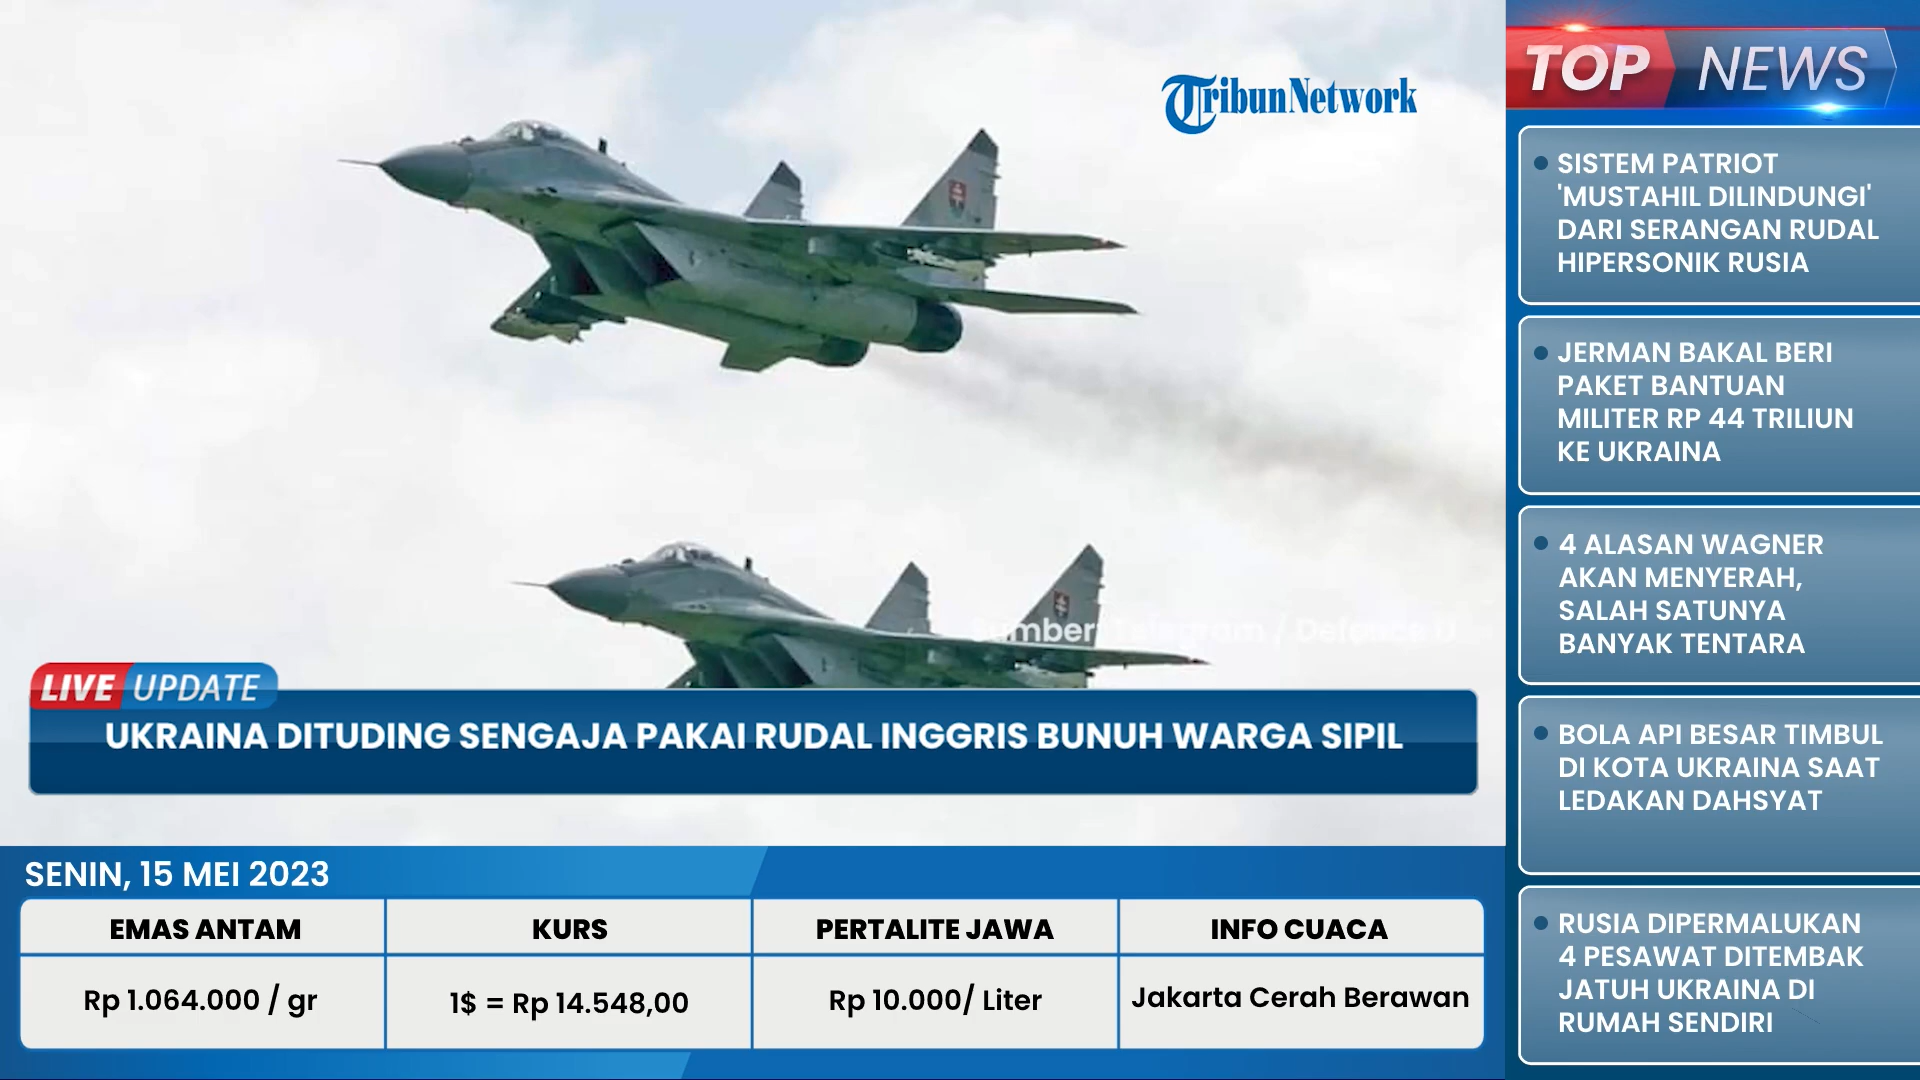 TribunNetwork
Sumber: Telegram / Defence U
LIVE UPDATE
UKRAINA DITUDING SENGAJA PAKAI RUDAL INGGRIS BUNUH WARGA SIPIL
SENIN, 15 MEI 2023
EMAS ANTAM
KURS
PERTALITE JAWA
INFO CUACA
Rp 1.064.000 / gr
1$ = Rp 14.548,00
Rp 10.000/ Liter
Jakarta Cerah Berawan
TOP NEWS
SISTEM PATRIOT
'MUSTAHIL DILINDUNGI'
DARI SERANGAN RUDAL
HIPERSONIK RUSIA
JERMAN BAKAL BERI
PAKET BANTUAN
MILITER RP 44 TRILIUN
KE UKRAINA
4 ALASAN WAGNER
AKAN MENYERAH,
SALAH SATUNYA
BANYAK TENTARA
BOLA API BESAR TIMBUL
DI KOTA UKRAINA SAAT
LEDAKAN DAHSYAT
RUSIA DIPERMALUKAN
4 PESAWAT DITEMBAK
JATUH UKRAINA DI
RUMAH SENDIRI